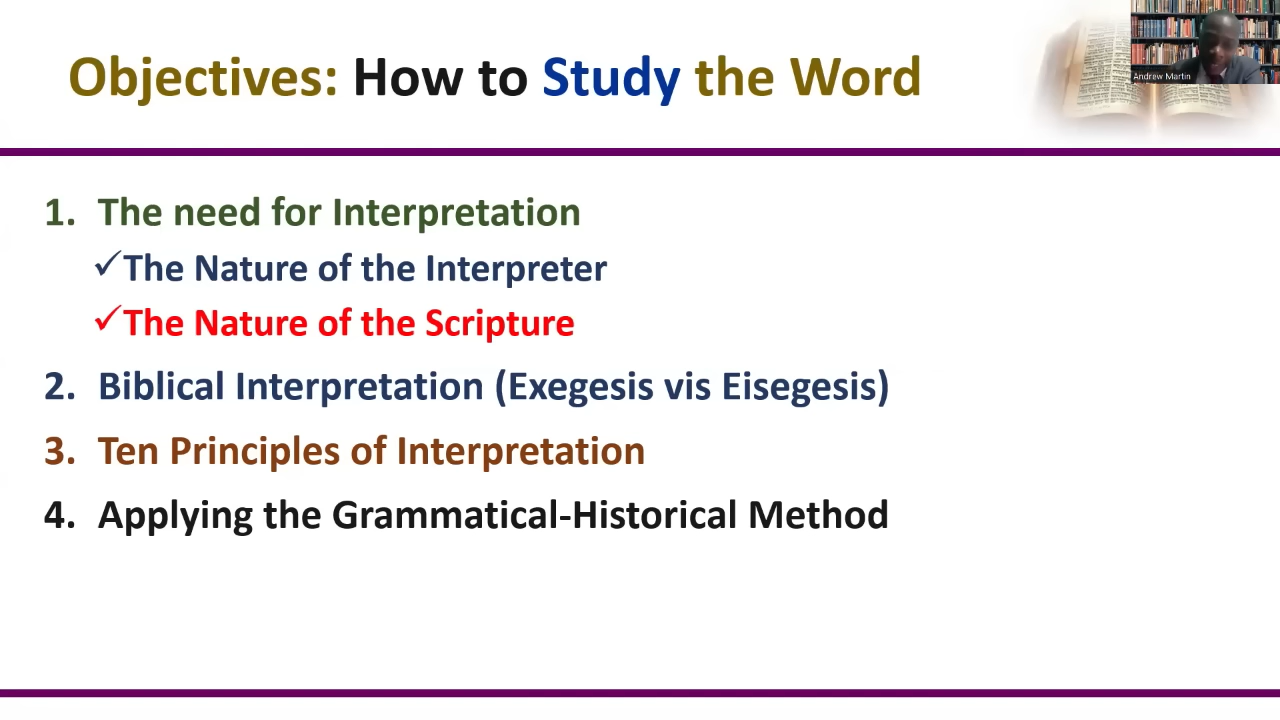 Objectives: How to Study the Word
Andrew Martin
1. The need for Interpretation
✓The Nature of the Interpreter
✓The Nature of the Scripture
2. Biblical Interpretation (Exegesis vis Eisegesis)
3. Ten Principles of Interpretation
4. Applying the Grammatical-Historical Method